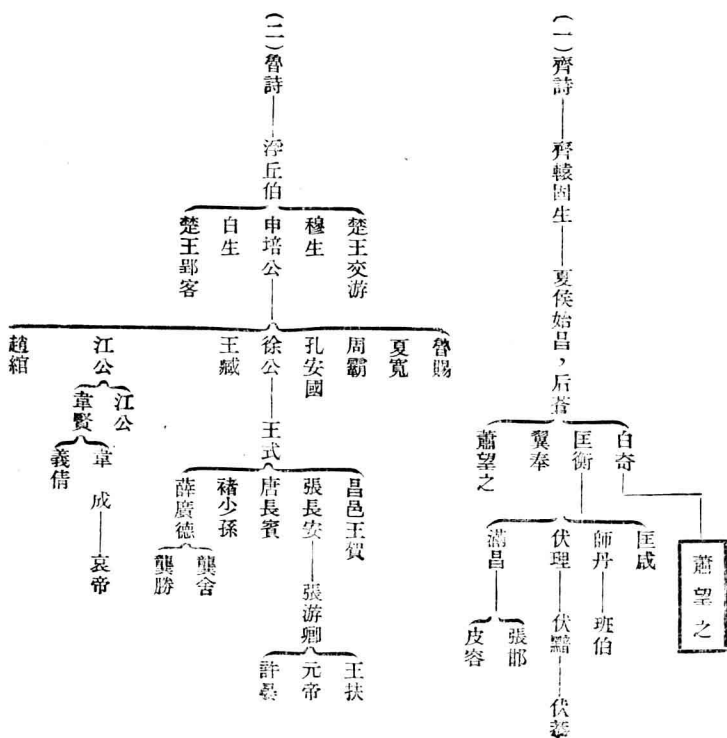 (一)齊詩
齊轅固生
夏侯始昌,后蒼
白奇
匡衡
翼奉
蕭望之
蕭望之
匡咸
師丹
伏理
滿昌
班伯
伏黯
張邯
皮容
(二)魯詩
浮丘伯
楚王交游
穆生
申培公
白生
楚王郢客
魯賜
夏寬
周霸
孔安國
徐公
王臧
江公
趙綰
王式
江公
韋賢
韋 成
義倩
哀帝
昌邑王賀
張長安
唐長賓
褚少孫
薛廣德
張游卿
龔舍
龔勝
王扶
元帝
許晏